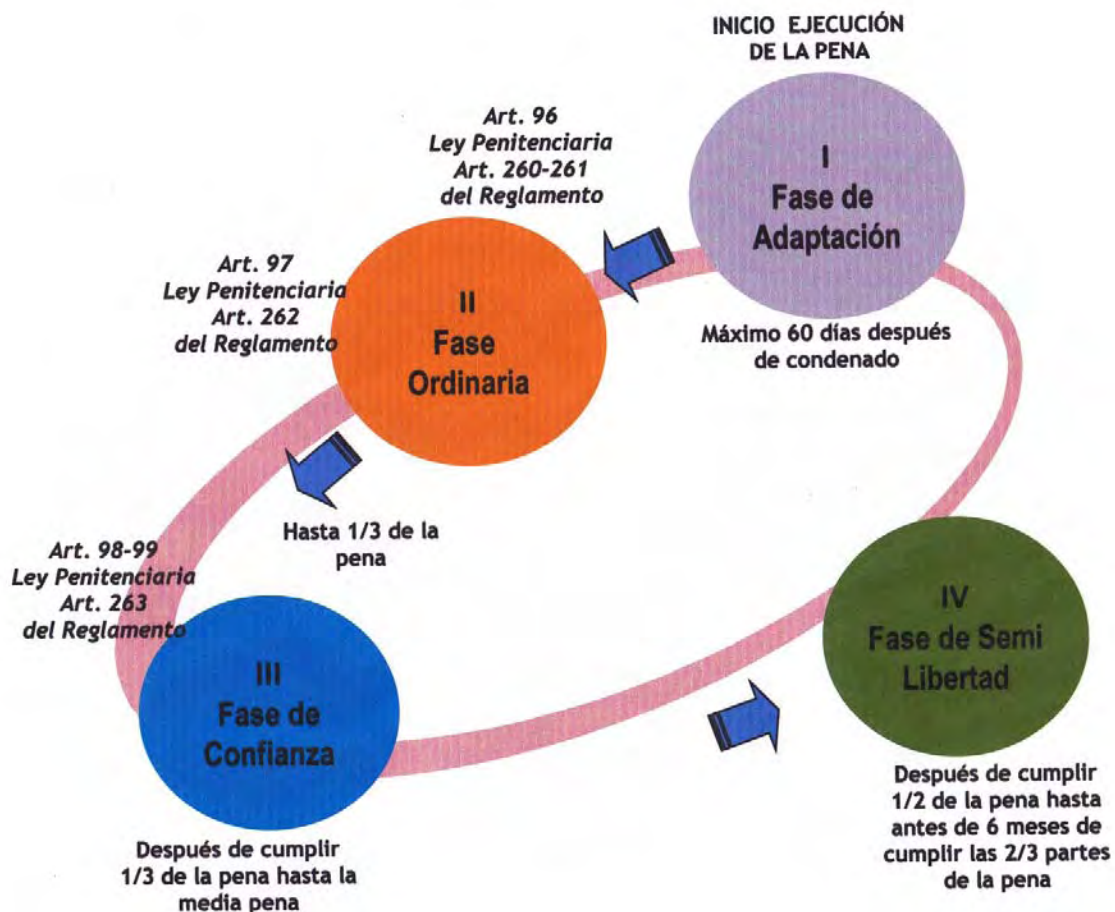 INICIO EJECUCIÓN
DE LA PENA
I
Fase de
Adaptación
Máximo 60 días después
de condenado
Art. 96
Ley Penitenciaria
Art. 260-261
del Reglamento
II
Fase
Ordinaria
Art. 97
Ley Penitenciaria
Art. 262
del Reglamento
Hasta 1/3 de la
pena
Art. 98-99
Ley Penitenciaria
Art. 263
del Reglamento
III
Fase de
Confianza
Después de cumplir
1/3 de la pena hasta la
media pena
IV
Fase de Semi
Libertad
Después de cumplir
1/2 de la pena hasta
antes de 6 meses de
cumplir las 2/3 partes
de la pena